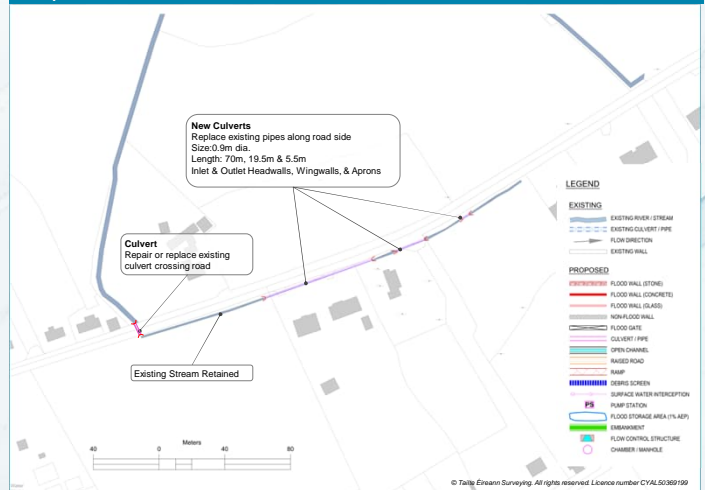 New Culverts
Replace existing pipes along road side
Size:0.9m dia.
Length: 70m, 19.5m & 5.5m
Inlet & Outlet Headwalls, Wingwalls, & Aprons
Culvert
Repair or replace existing
culvert crossing road
Existing Stream Retained
Meters
40 0 40 80
LEGEND
EXISTING
EXISTING RIVER / STREAM
EXISTING CULVERT / PIPE
FLOW DIRECTION
EXISTING WALL
PROPOSED
FLOOD WALL (STONE)
FLOOD WALL (CONCRETE)
FLOOD WALL (GLASS)
NON-FLOOD WALL
FLOOD GATE
CULVERT / PIPE
OPEN CHANNEL
RAISED ROAD
RAMP
DEBRIS SCREEN
SURFACE WATER INTERCEPTION
PS PUMP STATION
FLOOD STORAGE AREA (1% AEP)
EMBANKMENT
FLOW CONTROL STRUCTURE
CHAMBER / MANHOLE
© Tailte Éireann Surveying. All rights reserved. Licence number CYAL50369199